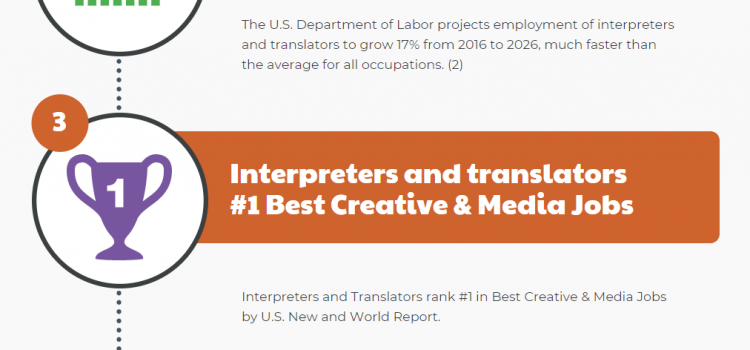 The U.S. Department of Labor projects employment of interpreters
and translators to grow 17% from 2016 to 2026, much faster than
the average for all occupations. (2)
3
1
Interpreters and translators
#1 Best Creative & Media Jobs
Interpreters and Translators rank #1 in Best Creative & Media Jobs
by U.S. New and World Report.